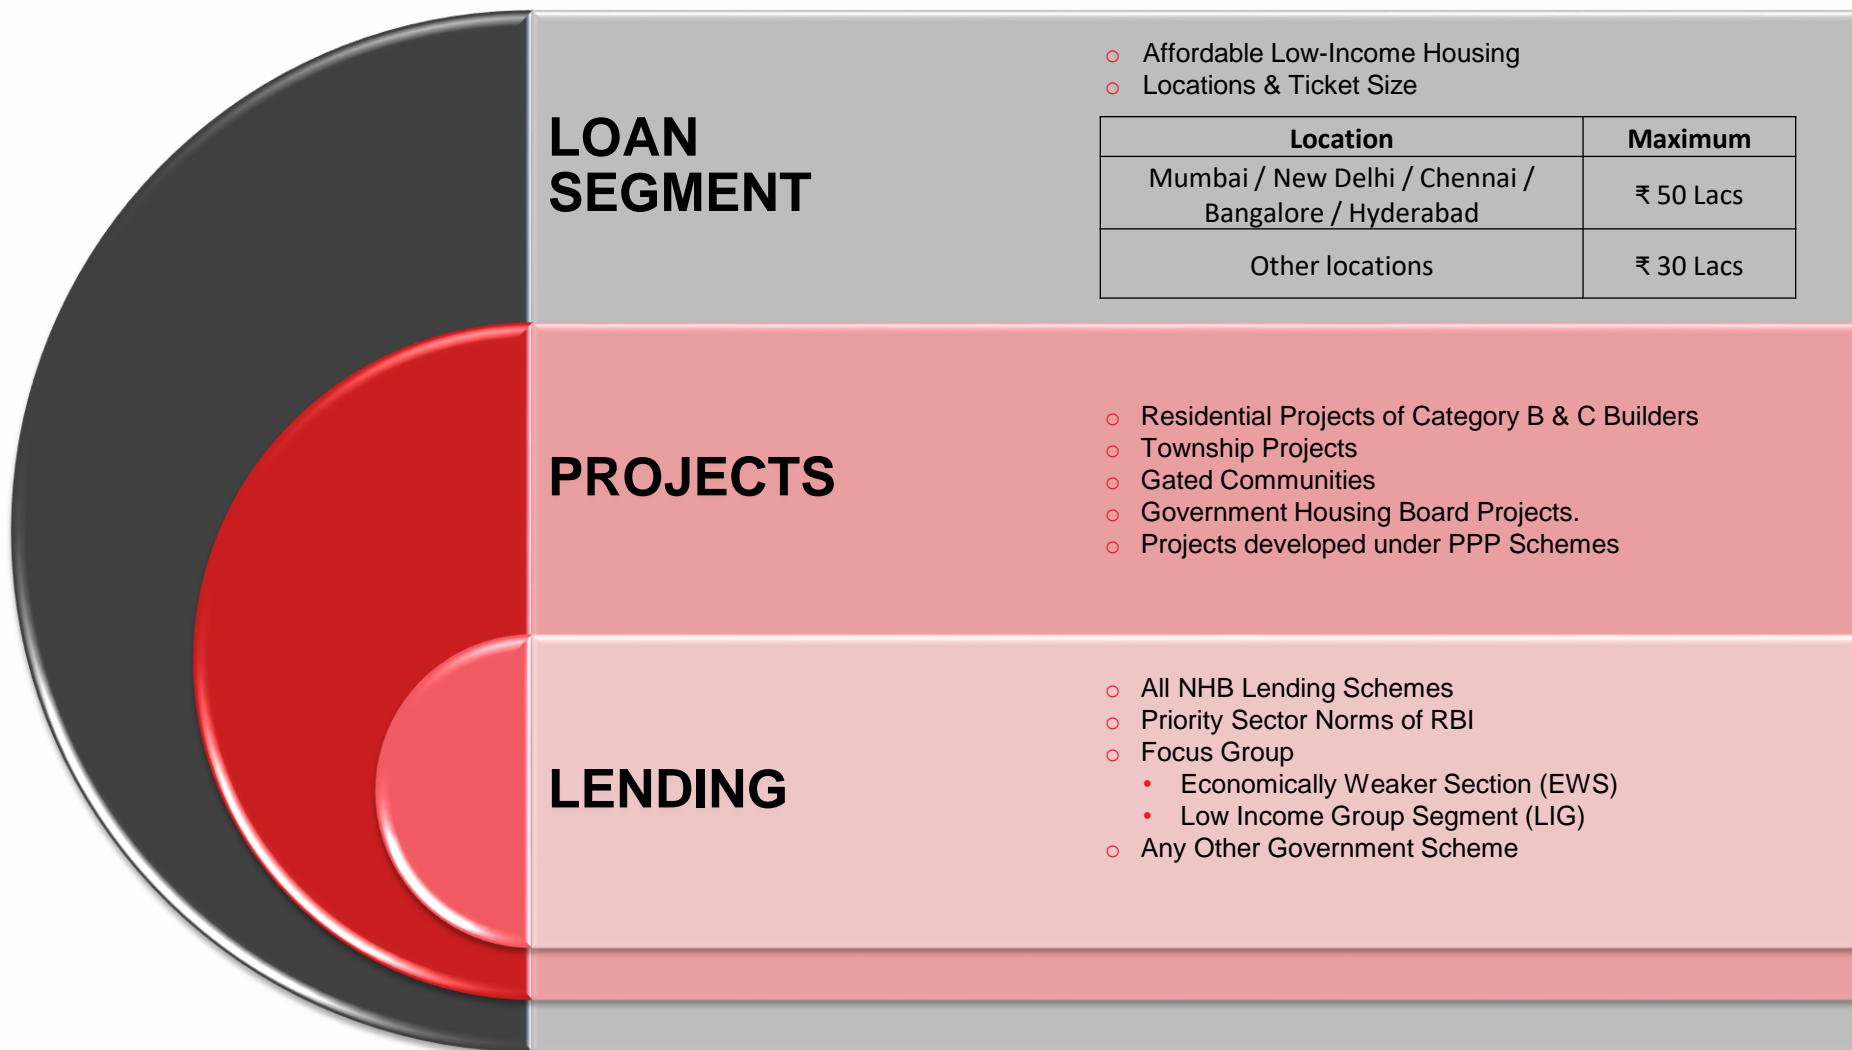 LOAN
SEGMENT
○ Affordable Low-Income Housing
○ Locations & Ticket Size
Location Maximum
Mumbai / New Delhi / Chennai /
Bangalore / Hyderabad
₹ 50 Lacs
Other locations ₹ 30 Lacs
PROJECTS
○ Residential Projects of Category B & C Builders
○ Township Projects
○ Gated Communities
○ Government Housing Board Projects.
○ Projects developed under PPP Schemes
LENDING
○ All NHB Lending Schemes
○ Priority Sector Norms of RBI
○ Focus Group
• Economically Weaker Section (EWS)
• Low Income Group Segment (LIG)
○ Any Other Government Scheme